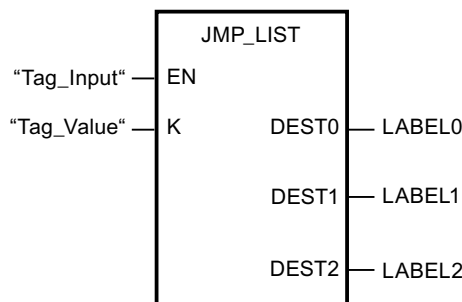 JMP_LIST
“Tag_Input“ EN
“Tag_Value“ K DEST0 LABEL0
DEST1 LABEL1
DEST2 LABEL2